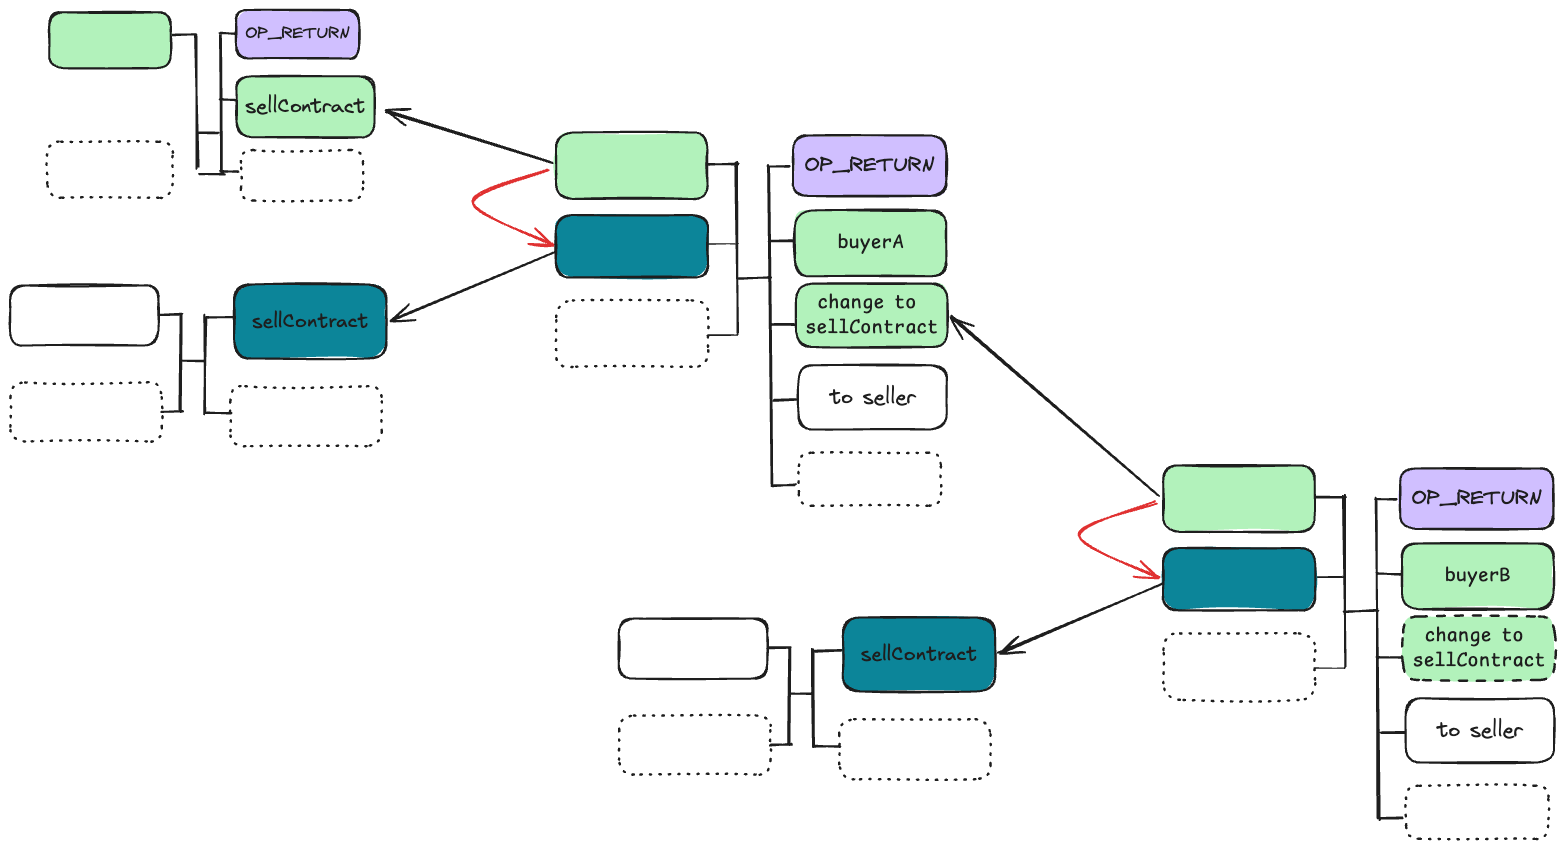 OP_RETURN
sellContract
sellContract
OP_RETURN
buyerA
change to
sellContract
to seller
sellContract
OP_RETURN
buyerB
change to
sellContract
to seller